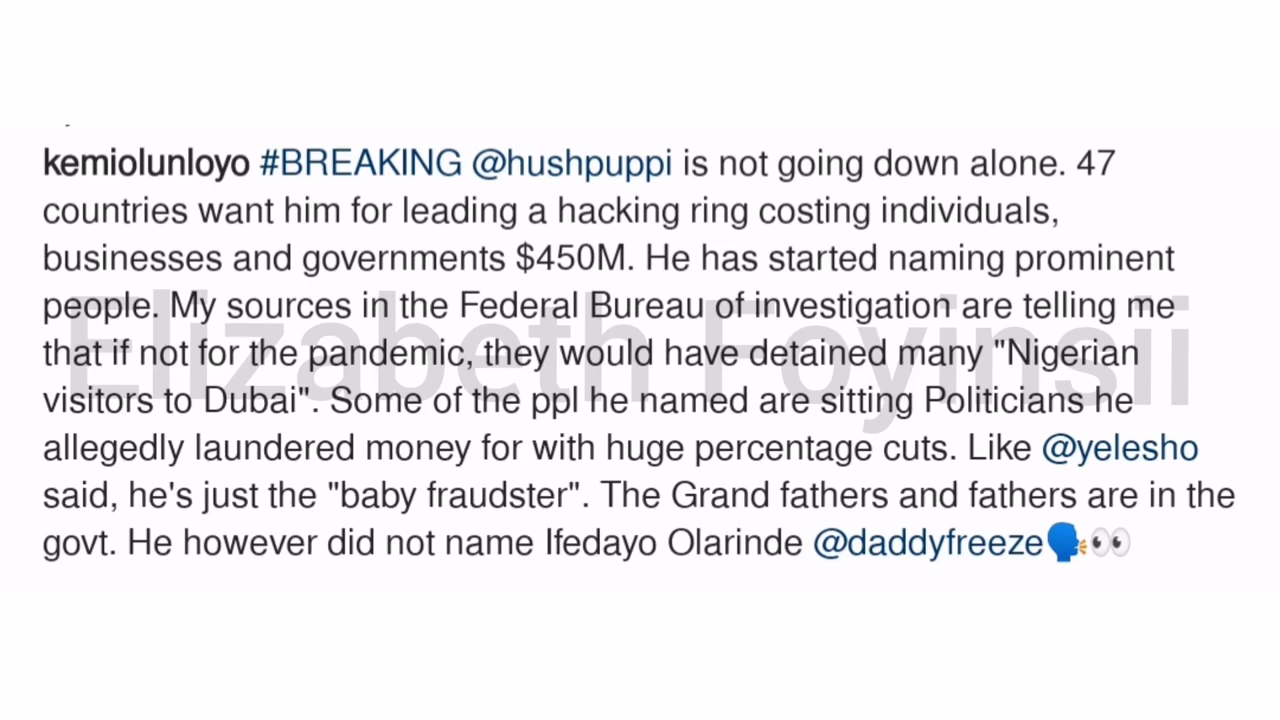 kemiolunloyo #BREAKING @hushpuppi is not going down alone. 47
countries want him for leading a hacking ring costing individuals,
businesses and governments $450M. He has started naming prominent
people. My sources in the Federal Bureau of investigation are telling me
that if not for the pandemic, they would have detained many "Nigerian
visitors to Dubai". Some of the ppl he named are sitting Politicians he
allegedly laundered money for with huge percentage cuts. Like @yelesho
said, he's just the "baby fraudster". The Grand fathers and fathers are in the
govt. He however did not name Ifedayo Olarinde @daddyfreeze🗣👀
Elizabeth Foyinsii